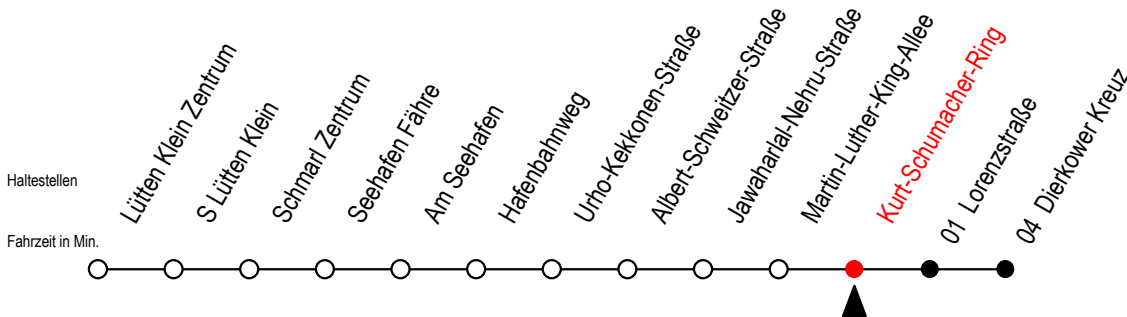 Haltestellen
Fahrzeit in Min.
Lütten Klein Zentrum
S Lütten Klein
Schmarl Zentrum
Seehafen Fähre
Am Seehafen
Hafenbahnweg
Urho-Kekkonen-Straße
Albert-Schweitzer-Straße
Jawaharlal-Nehru-Straße
Martin-Luther-King-Allee
Kurt-Schumacher-Ring
01 Lorenzstraße
04 Dierkower Kreuz